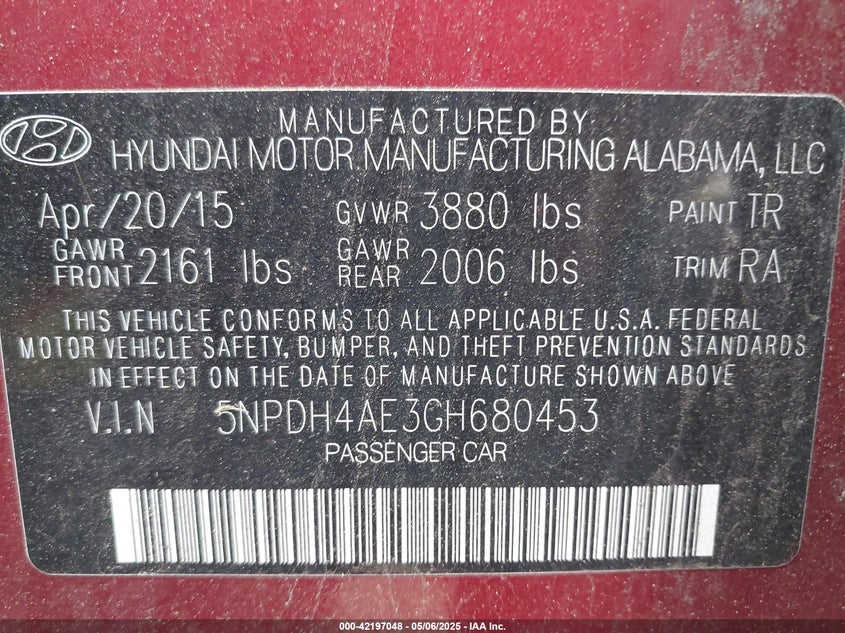 MANUFACTURED BY
HYUNDAI MOTOR MANUFACTURING ALABAMA, LLC
Apr/20/15 GVWR 3880 lbs PAINT TR
GAWR FRONT 2161 lbs GAWR REAR 2006 lbs TRIM RA
THIS VEHICLE CONFORMS TO ALL APPLICABLE U.S.A. FEDERAL
MOTOR VEHICLE SAFETY, BUMPER, AND THEFT PREVENTION STANDARDS
IN EFFECT ON THE DATE OF MANUFACTURE SHOWN ABOVE
V.I.N 5NPDH4AE3GH680453
PASSENGER CAR
000-42197048 - 05/06/2025 - IAA Inc.